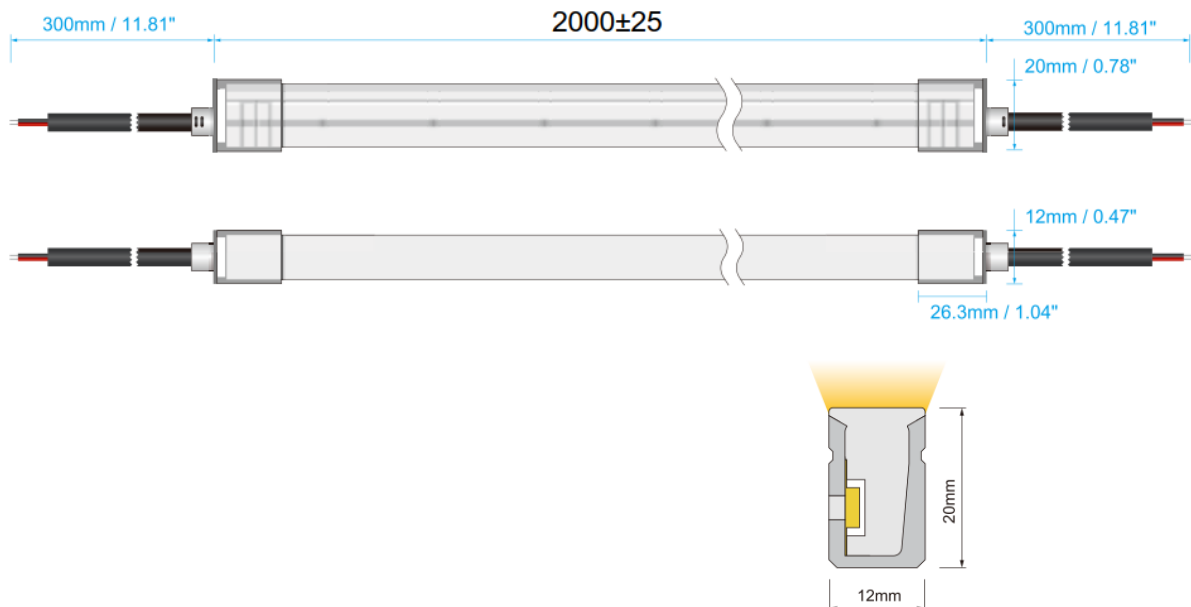 300mm / 11.81"
2000±25
300mm / 11.81"
20mm / 0.78"
12mm / 0.47"
26.3mm / 1.04"
20mm
12mm